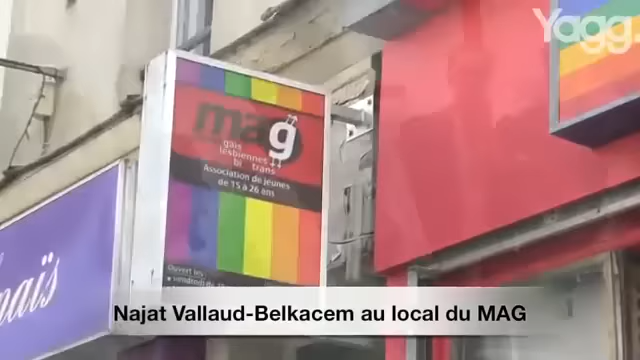 Yagg.
mag
gais
lesbiennes
bi trans
Association de jeunes
de 15 à 26 ans
Ouvert les :
• vendredi de
Najat Vallaud-Belkacem au local du MAG